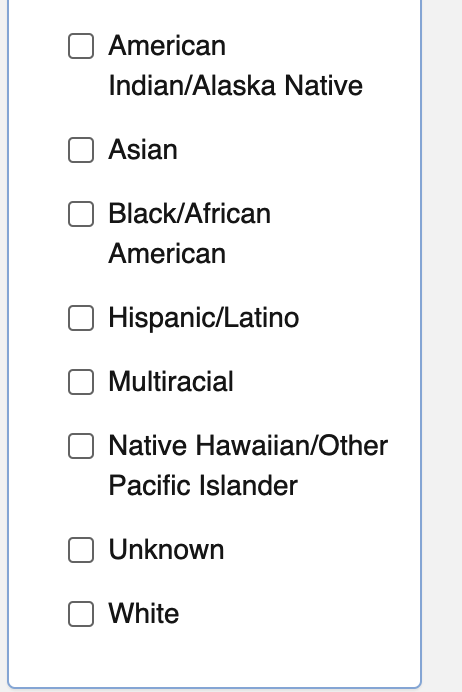 American
Indian/Alaska Native
Asian
Black/African
American
Hispanic/Latino
Multiracial
Native Hawaiian/Other
Pacific Islander
Unknown
White